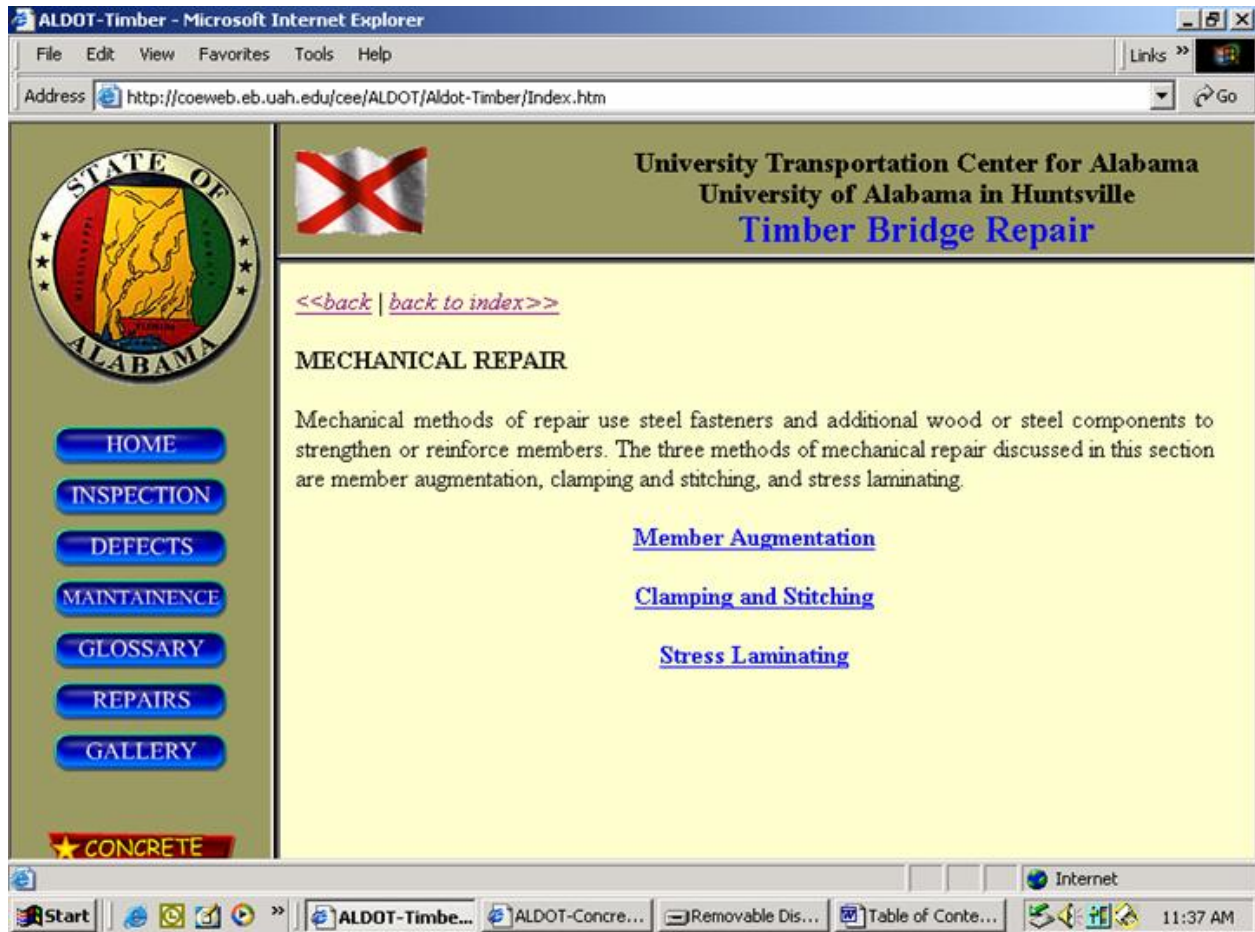 ALDOT-Timber - Microsoft Internet Explorer
File Edit View Favorites Tools Help
Links »
Address http://coeweb.eb.uah.edu/cee/ALDOT/Aldot-Timber/Index.htm
Go
STATE OF
ALABAMA
MISSISSIPPI
FLORIDA
University Transportation Center for Alabama
University of Alabama in Huntsville
Timber Bridge Repair
<<back | back to index>>
MECHANICAL REPAIR
Mechanical methods of repair use steel fasteners and additional wood or steel components to
strengthen or reinforce members. The three methods of mechanical repair discussed in this section
are member augmentation, clamping and stitching, and stress laminating.
Member Augmentation
Clamping and Stitching
Stress Laminating
HOME
INSPECTION
DEFECTS
MAINTAINENCE
GLOSSARY
REPAIRS
GALLERY
CONCRETE
Internet
Start » ALDOT-Timbe... ALDOT-Concre... Removable Dis... Table of Conte... 11:37 AM